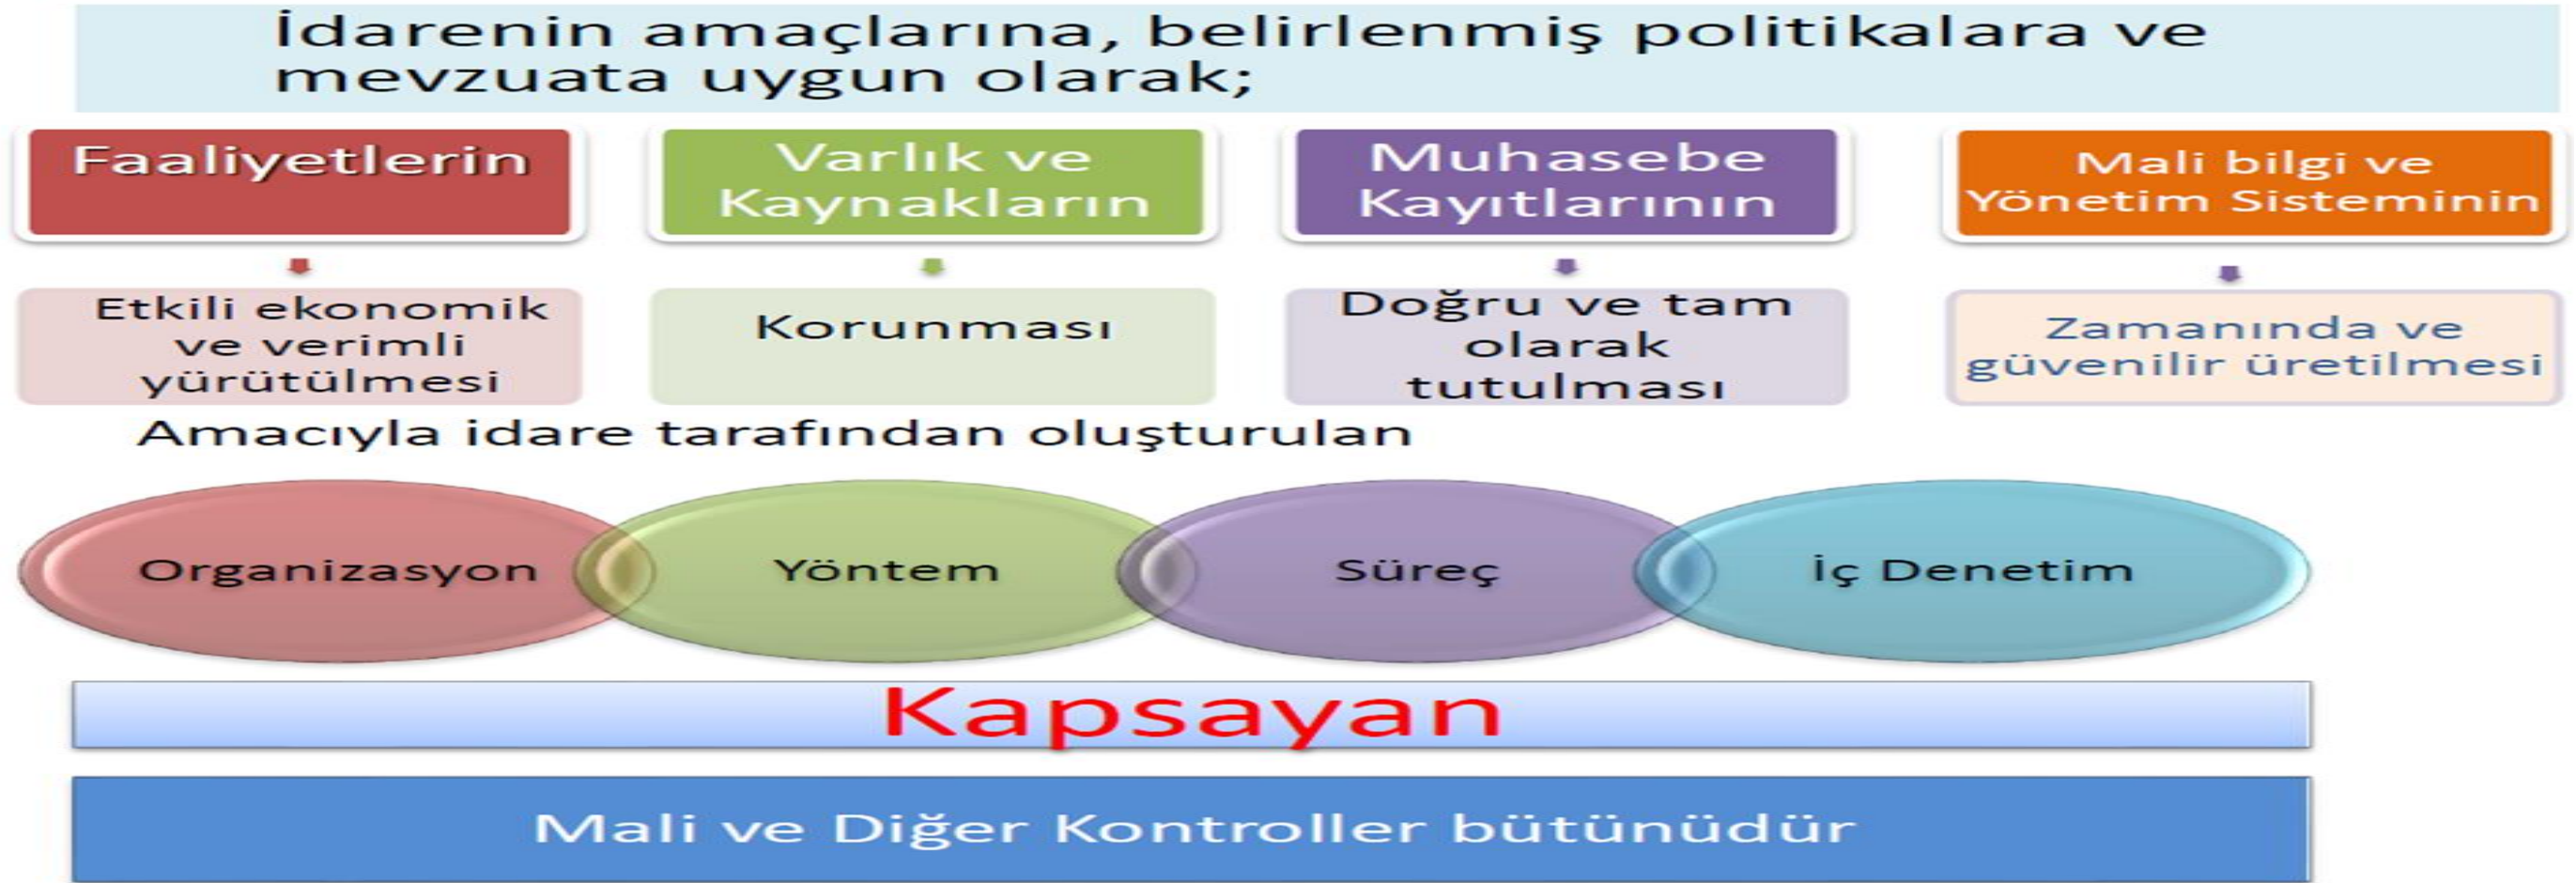 İdarenin amaçlarına, belirlenmiş politikalara ve
mevzuata uygun olarak;
Faaliyetlerin
Varlık ve
Kaynakların
Muhasebe
Kayıtlarının
Mali bilgi ve
Yönetim Sisteminin
Etkili ekonomik
ve verimli
yürütülmesi
Korunması
Doğru ve tam
olarak
tutulması
Zamanında ve
güvenilir üretilmesi
Amacıyla idare tarafından oluşturulan
Organizasyon
Yöntem
Süreç
İç Denetim
Kapsayan
Mali ve Diğer Kontroller bütünüdür